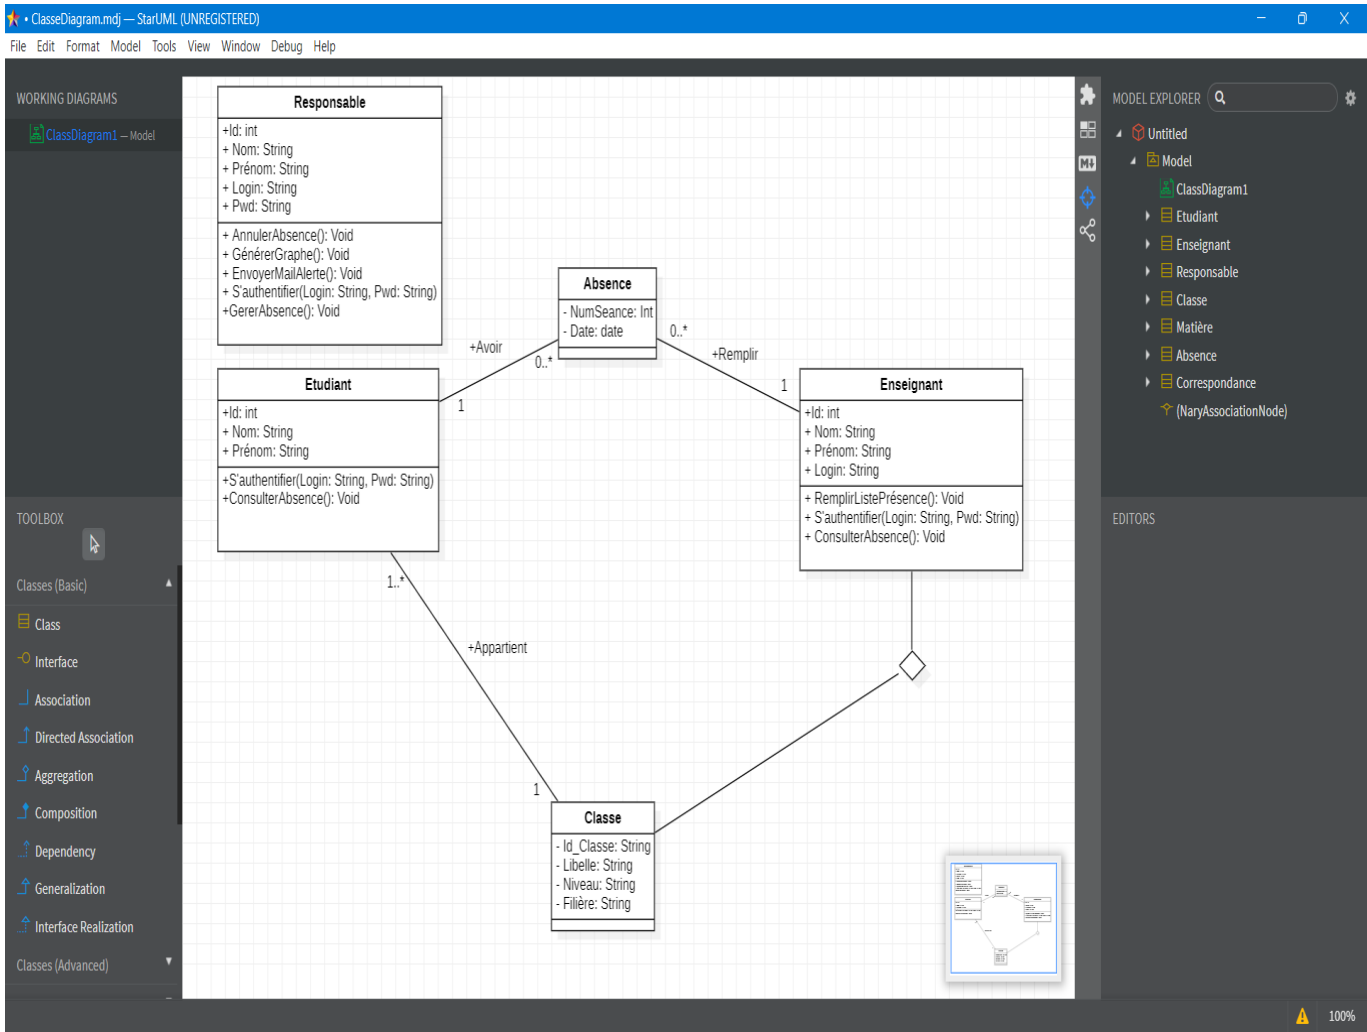 • ClasseDiagram.mdj — StarUML (UNREGISTERED)
File Edit Format Model Tools View Window Debug Help
WORKING DIAGRAMS
ClassDiagram1 — Model
TOOLBOX
Classes (Basic)
Class
Interface
Association
Directed Association
Aggregation
Composition
Dependency
Generalization
Interface Realization
Classes (Advanced)
Responsable
+Id: int
+ Nom: String
+ Prénom: String
+ Login: String
+ Pwd: String
+ AnnulerAbsence(): Void
+ GénérerGraphe(): Void
+ EnvoyerMailAlerte(): Void
+ S'authentifier(Login: String, Pwd: String)
+GererAbsence(): Void
Absence
- NumSeance: Int
- Date: date
+Avoir
0..*
1
0..*
+Remplir
1
Etudiant
+Id: int
+ Nom: String
+ Prénom: String
+S'authentifier(Login: String, Pwd: String)
+ConsulterAbsence(): Void
Enseignant
+Id: int
+ Nom: String
+ Prénom: String
+ Login: String
+ RemplirListePrésence(): Void
+ S'authentifier(Login: String, Pwd: String)
+ ConsulterAbsence(): Void
1..*
+Appartient
1
Classe
- Id_Classe: String
- Libelle: String
- Niveau: String
- Filière: String
M
MODEL EXPLORER
Untitled
Model
ClassDiagram1
Etudiant
Enseignant
Responsable
Classe
Matière
Absence
Correspondance
(NaryAssociationNode)
EDITORS
100%